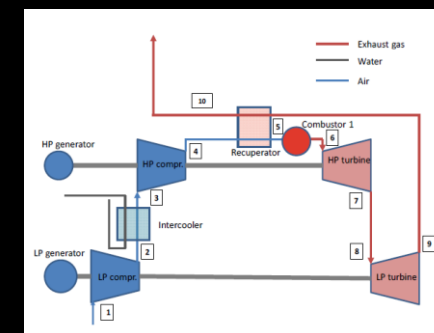 Exhaust gas
Water
Air
10
HP generator
HP compr.
4
5
Combustor 1
6
Recuperator
HP turbine
3
7
Intercooler
LP generator
LP compr.
2
8
9
LP turbine
1